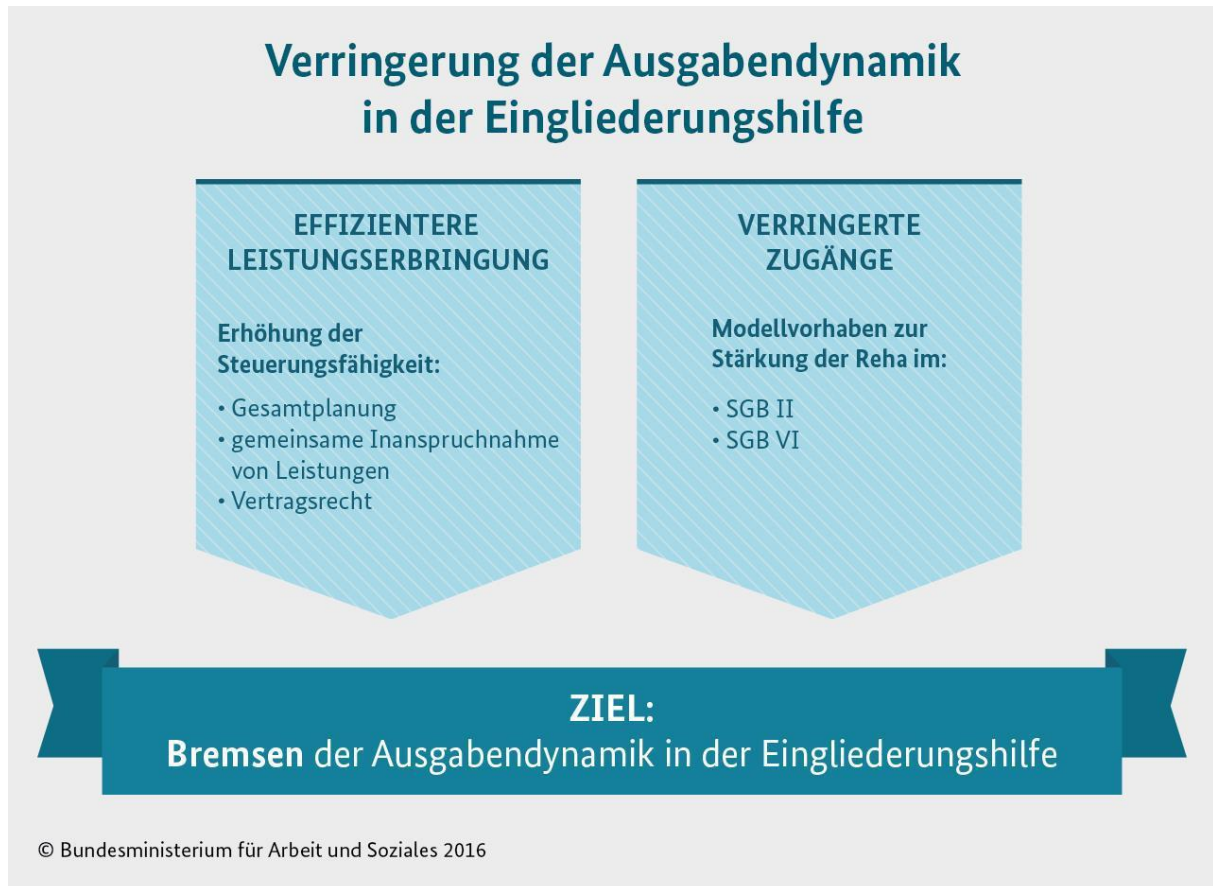 Verringerung der Ausgabendynamik
in der Eingliederungshilfe
EFFIZIENTERE
LEISTUNGSERBRINGUNG
Erhöhung der
Steuerungsfähigkeit:
• Gesamtplanung
• gemeinsame Inanspruchnahme
von Leistungen
• Vertragsrecht
VERRINGERTE
ZUGÄNGE
Modellvorhaben zur
Stärkung der Reha im:
• SGB II
• SGB VI
ZIEL:
Bremsen der Ausgabendynamik in der Eingliederungshilfe
© Bundesministerium für Arbeit und Soziales 2016